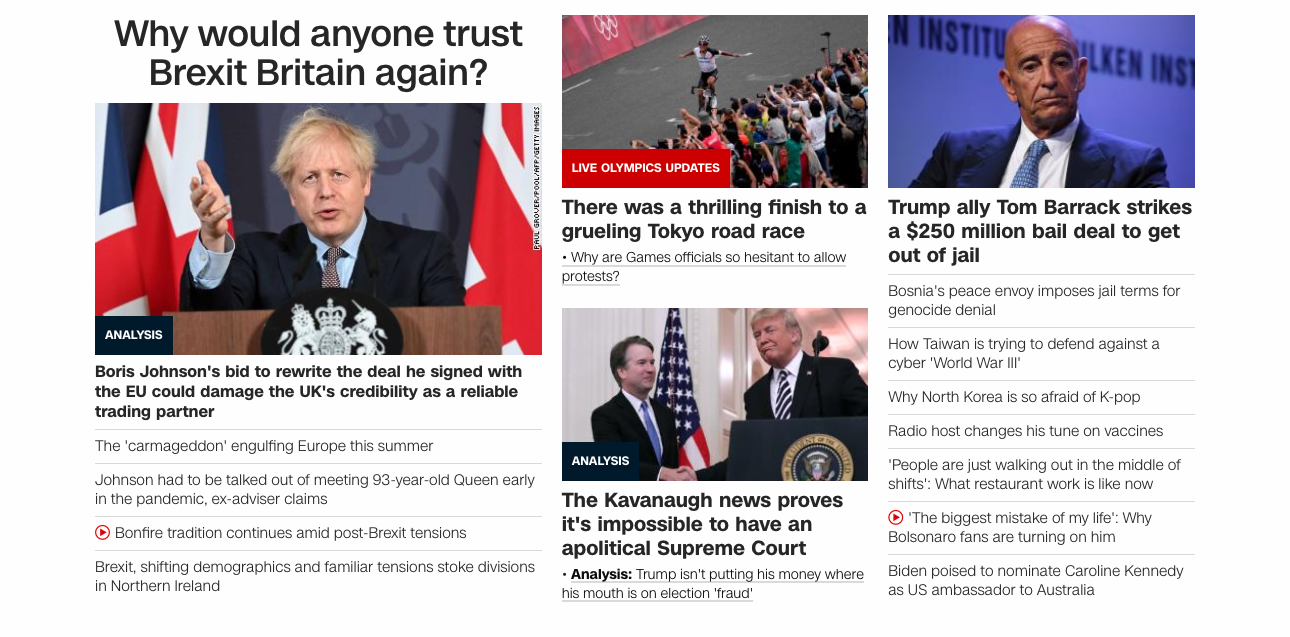 Why would anyone trust
Brexit Britain again?
PAUL GROVER/POOL/AFP/GETTY IMAGES
ANALYSIS
Boris Johnson's bid to rewrite the deal he signed with
the EU could damage the UK's credibility as a reliable
trading partner
The 'carmageddon' engulfing Europe this summer
Johnson had to be talked out of meeting 93-year-old Queen early
in the pandemic, ex-adviser claims
Bonfire tradition continues amid post-Brexit tensions
Brexit, shifting demographics and familiar tensions stoke divisions
in Northern Ireland
LIVE OLYMPICS UPDATES
There was a thrilling finish to a
grueling Tokyo road race
• Why are Games officials so hesitant to allow
protests?
ANALYSIS
The Kavanaugh news proves
it's impossible to have an
apolitical Supreme Court
• Analysis: Trump isn't putting his money where
his mouth is on election 'fraud'
Trump ally Tom Barrack strikes
a $250 million bail deal to get
out of jail
Bosnia's peace envoy imposes jail terms for
genocide denial
How Taiwan is trying to defend against a
cyber 'World War III'
Why North Korea is so afraid of K-pop
Radio host changes his tune on vaccines
'People are just walking out in the middle of
shifts': What restaurant work is like now
'The biggest mistake of my life': Why
Bolsonaro fans are turning on him
Biden poised to nominate Caroline Kennedy
as US ambassador to Australia